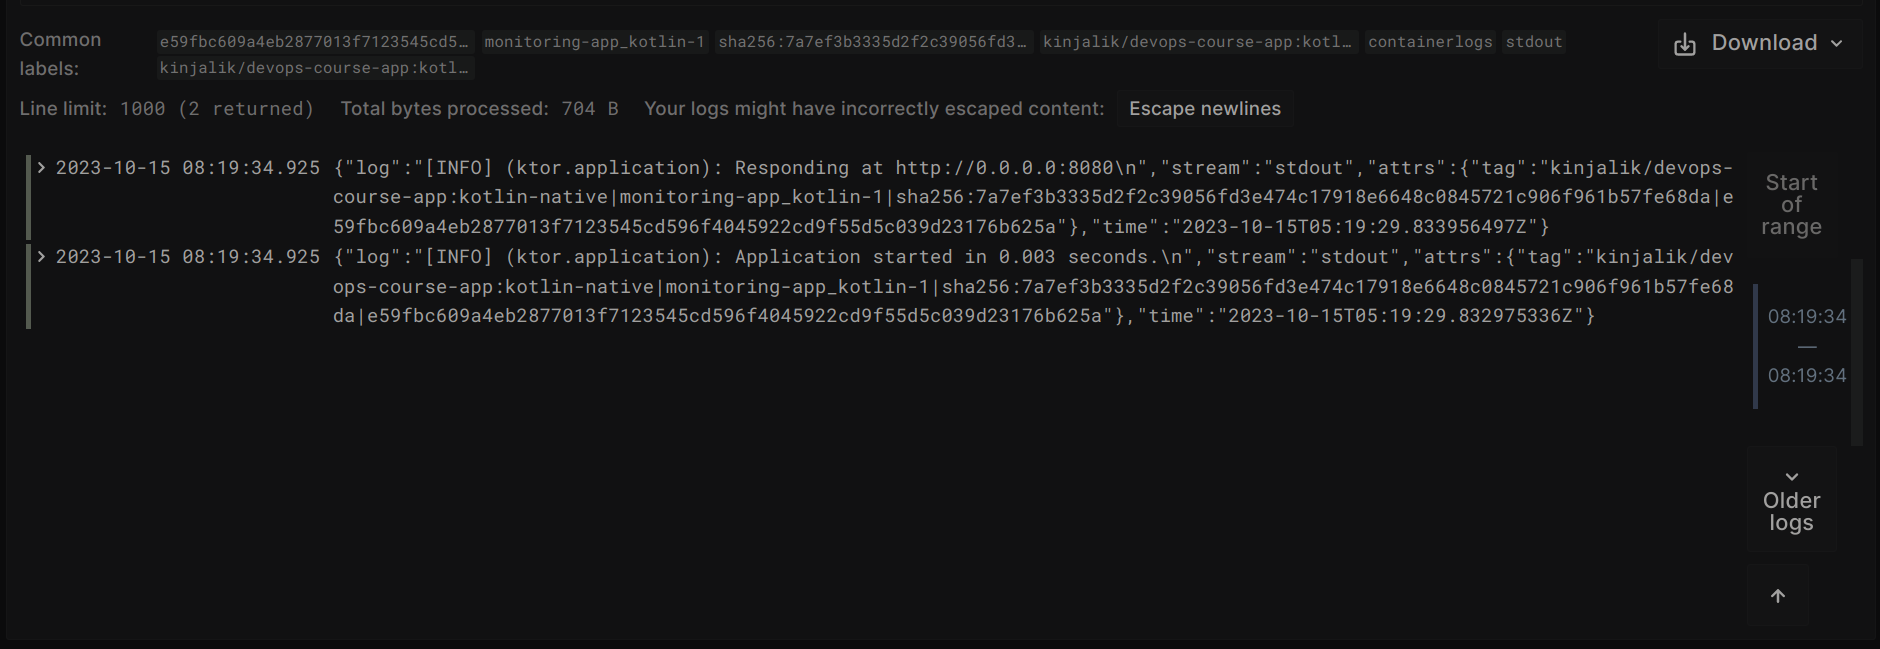 Common labels:
e59fbc609a4eb2877013f7123545cd5… monitoring-app_kotlin-1 sha256:7a7ef3b3335d2f2c39056fd3… kinjalik/devops-course-app:kotl… containerlogs stdout
kinjalik/devops-course-app:kotl…
Download
Line limit: 1000 (2 returned) Total bytes processed: 704 B Your logs might have incorrectly escaped content: Escape newlines
2023-10-15 08:19:34.925 {"log":"[INFO] (ktor.application): Responding at http://0.0.0.0:8080\n","stream":"stdout","attrs":{"tag":"kinjalik/devops-
course-app:kotlin-native|monitoring-app_kotlin-1|sha256:7a7ef3b3335d2f2c39056fd3e474c17918e6648c0845721c906f961b57fe68da|e
59fbc609a4eb2877013f7123545cd596f4045922cd9f55d5c039d23176b625a"},"time":"2023-10-15T05:19:29.833956497Z"}
2023-10-15 08:19:34.925 {"log":"[INFO] (ktor.application): Application started in 0.003 seconds.\n","stream":"stdout","attrs":{"tag":"kinjalik/dev
ops-course-app:kotlin-native|monitoring-app_kotlin-1|sha256:7a7ef3b3335d2f2c39056fd3e474c17918e6648c0845721c906f961b57fe68
da|e59fbc609a4eb2877013f7123545cd596f4045922cd9f55d5c039d23176b625a"},"time":"2023-10-15T05:19:29.832975336Z"}
Start
of
range
08:19:34
—
08:19:34
Older
logs